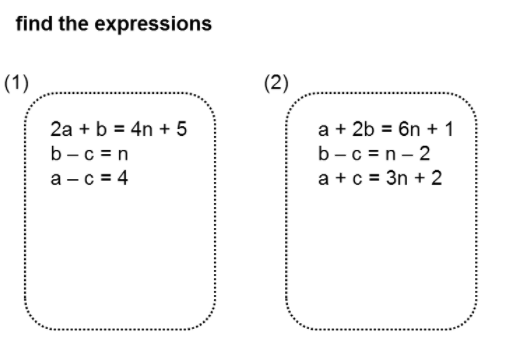 find the expressions
(1)
2a + b = 4n + 5
b – c = n
a – c = 4
(2)
a + 2b = 6n + 1
b – c = n – 2
a + c = 3n + 2